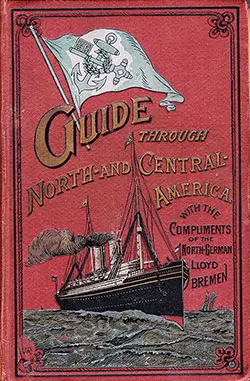 GUIDE
THROUGH
NORTH-AND CENTRAL-
AMERICA.
WITH THE
COMPLIMENTS
OF THE
NORTH-GERMAN
LLOYD
BREMEN